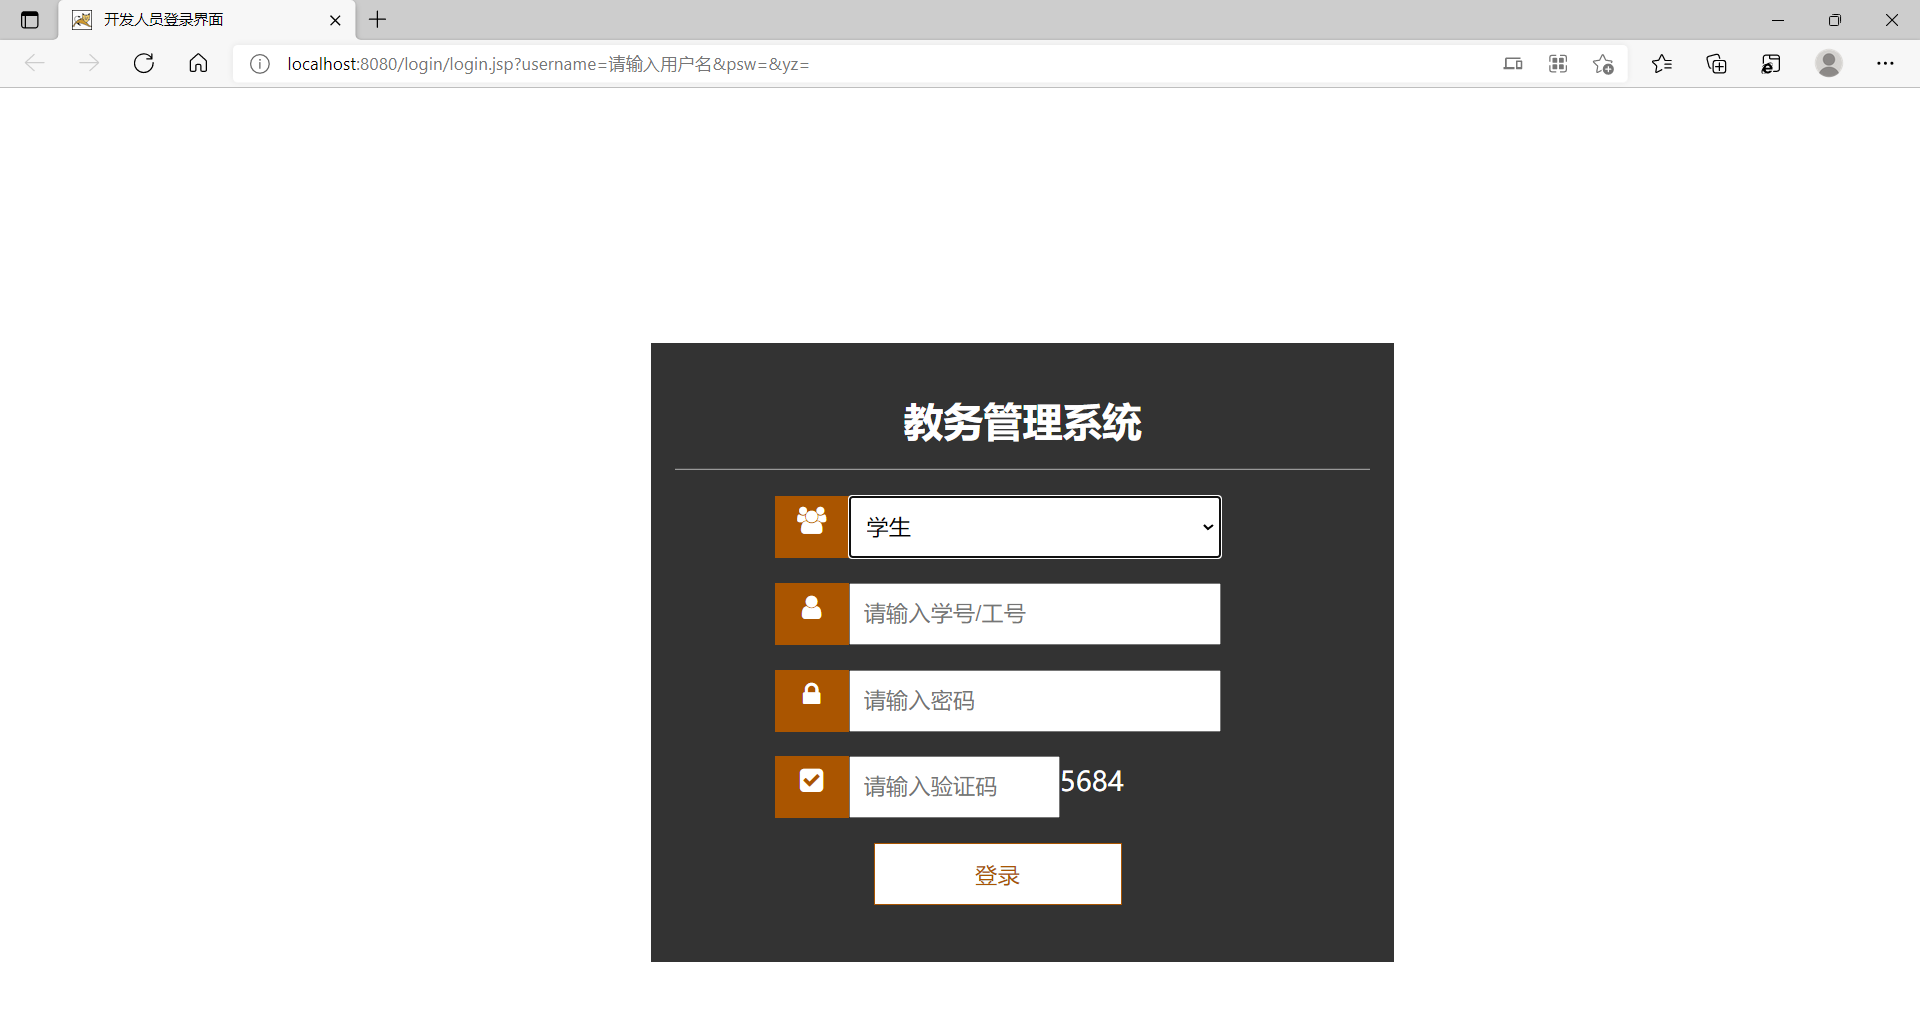 开发人员登录界面
localhost:8080/login/login.jsp?username=请输入用户名&psw=&yz=
教务管理系统
学生
请输入学号/工号
请输入密码
请输入验证码 5684
登录